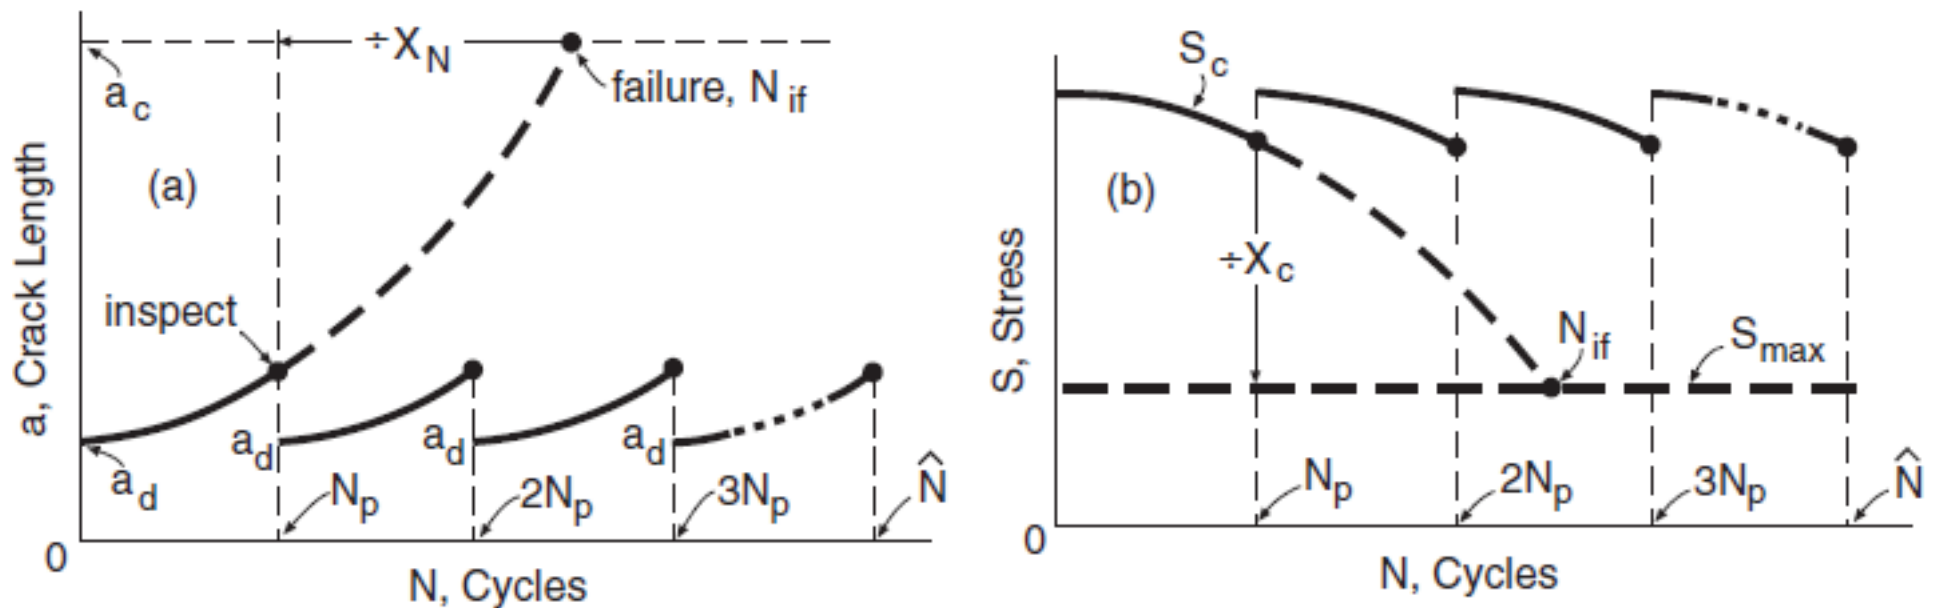 ÷X_N
a_c
failure, N_if
(a)
a, Crack Length
inspect
a_d
a_d
a_d
a_d
N_p
2N_p
3N_p
N̂
0
N, Cycles
S_c
(b)
÷X_c
S, Stress
N_if
S_max
N_p
2N_p
3N_p
N̂
0
N, Cycles